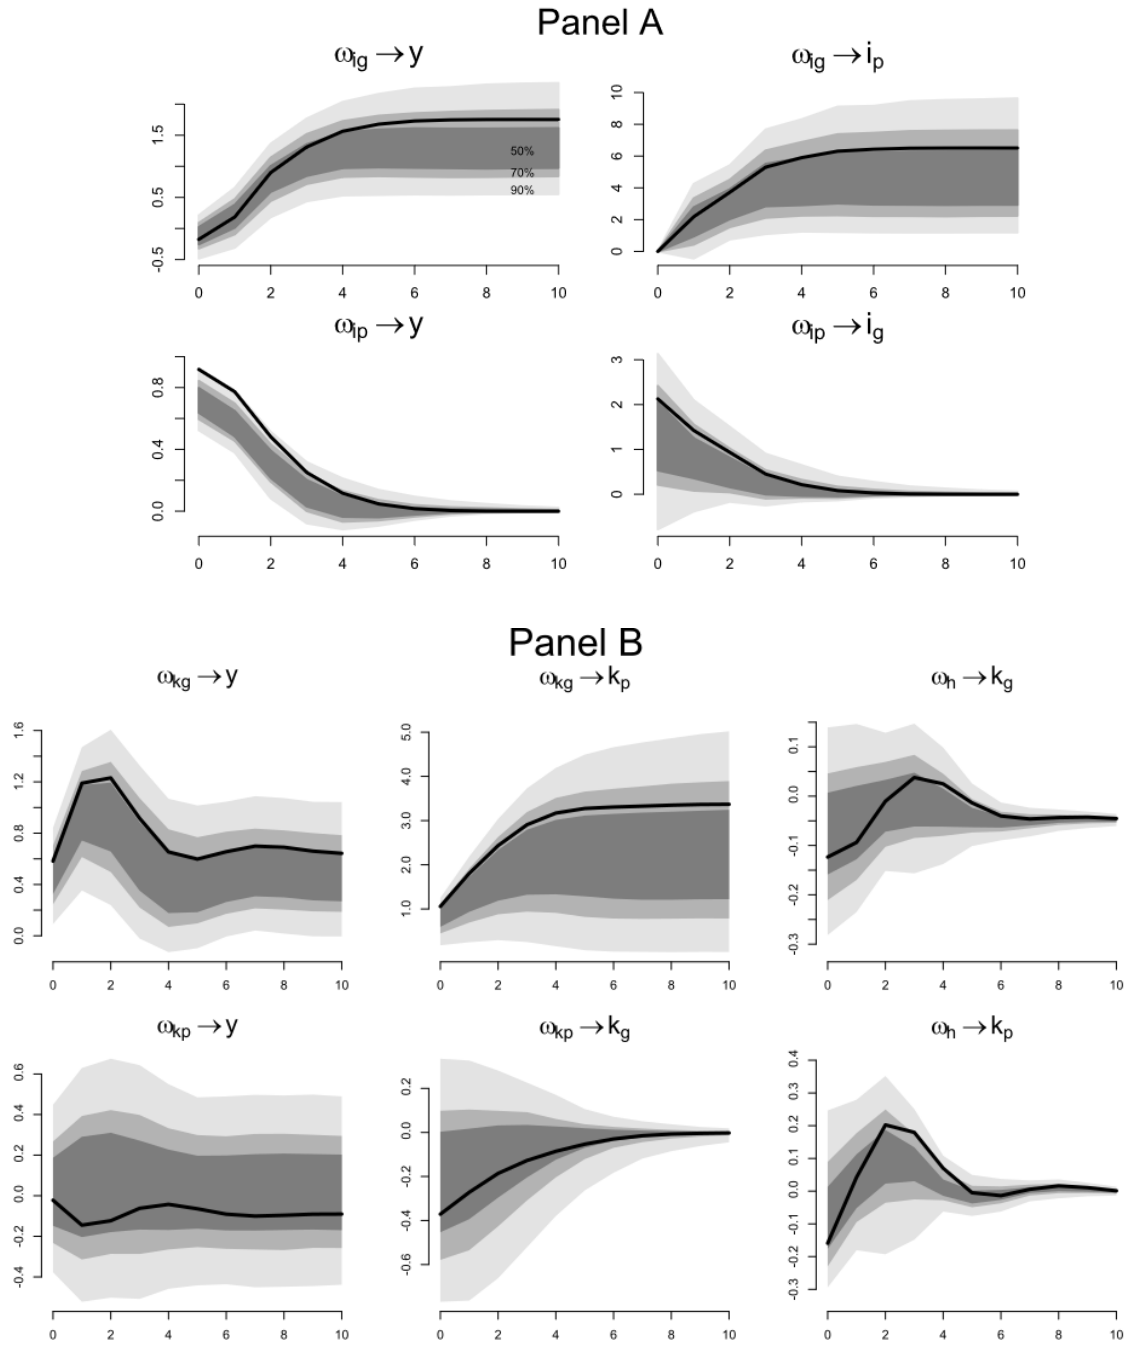 Panel A
ω_ig → y
ω_ig → i_p
1.5
0.5
-0.5
50%
70%
90%
0 2 4 6 8 10
10
8
6
4
2
0
0 2 4 6 8 10
ω_ip → y
ω_ip → i_g
0.8
0.4
0.0
0 2 4 6 8 10
3
2
1
0
0 2 4 6 8 10
Panel B
ω_kg → y
ω_kg → k_p
ω_h → k_g
1.6
1.2
0.8
0.4
0.0
0 2 4 6 8 10
5.0
4.0
3.0
2.0
1.0
0 2 4 6 8 10
0.1
0.0
-0.1
-0.2
-0.3
0 2 4 6 8 10
ω_kp → y
ω_kp → k_g
ω_h → k_p
0.6
0.4
0.2
0.0
-0.2
-0.4
0 2 4 6 8 10
0.2
0.0
-0.2
-0.4
-0.6
0 2 4 6 8 10
0.4
0.3
0.2
0.1
0.0
-0.1
-0.2
-0.3
0 2 4 6 8 10